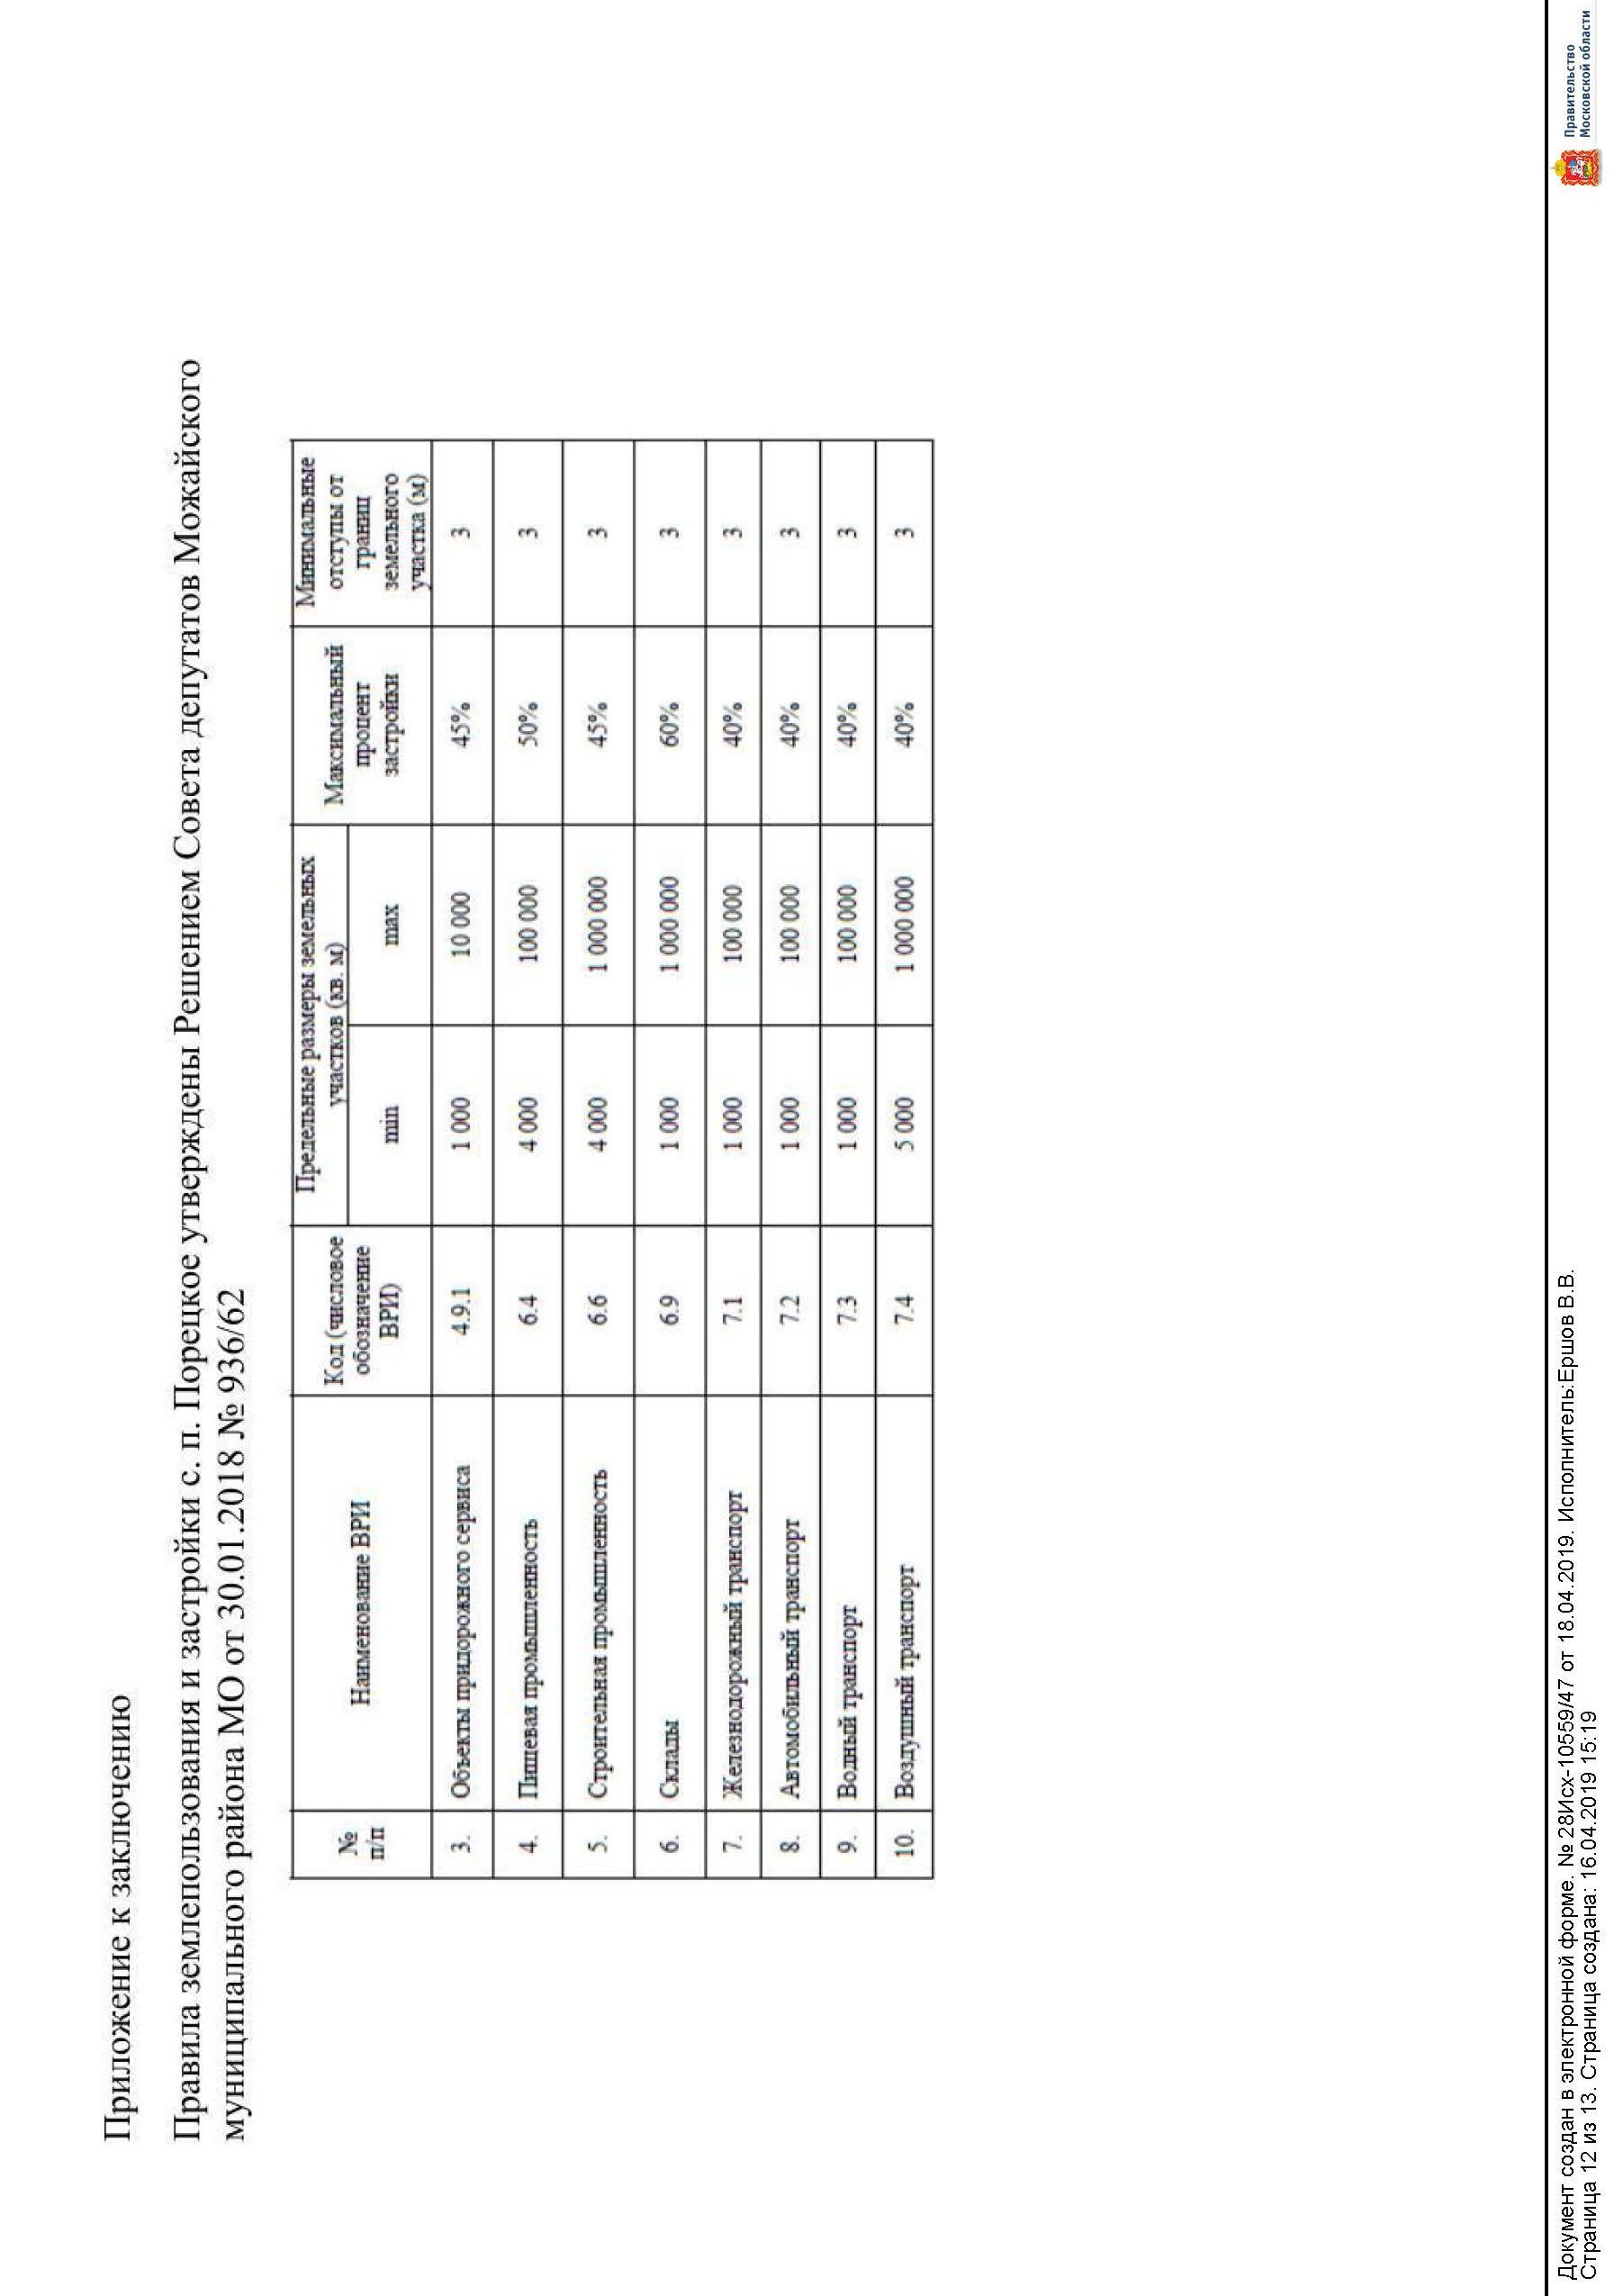 Приложение к заключению
Правила землепользования и застройки с. п. Порецкое утверждены Решением Совета депутатов Можайского
муниципального района МО от 30.01.2018 № 936/62
№ п/п Наименование ВРИ Код (числовое обозначение ВРИ) Предельные размеры земельных участков (кв. м) Максимальный процент застройки Минимальные отступы от границ земельного участка (м)
min max
3. Объекты придорожного сервиса 4.9.1 1 000 10 000 45% 3
4. Пищевая промышленность 6.4 4 000 100 000 50% 3
5. Строительная промышленность 6.6 4 000 1 000 000 45% 3
6. Склады 6.9 1 000 1 000 000 60% 3
7. Железнодорожный транспорт 7.1 1 000 100 000 40% 3
8. Автомобильный транспорт 7.2 1 000 100 000 40% 3
9. Водный транспорт 7.3 1 000 100 000 40% 3
10. Воздушный транспорт 7.4 5 000 1 000 000 40% 3
Документ создан в электронной форме. № 28Исх-10559/47 от 18.04.2019. Исполнитель:Ершов В.В.
Страница 12 из 13. Страница создана: 16.04.2019 15:19
Правительство
Московской области